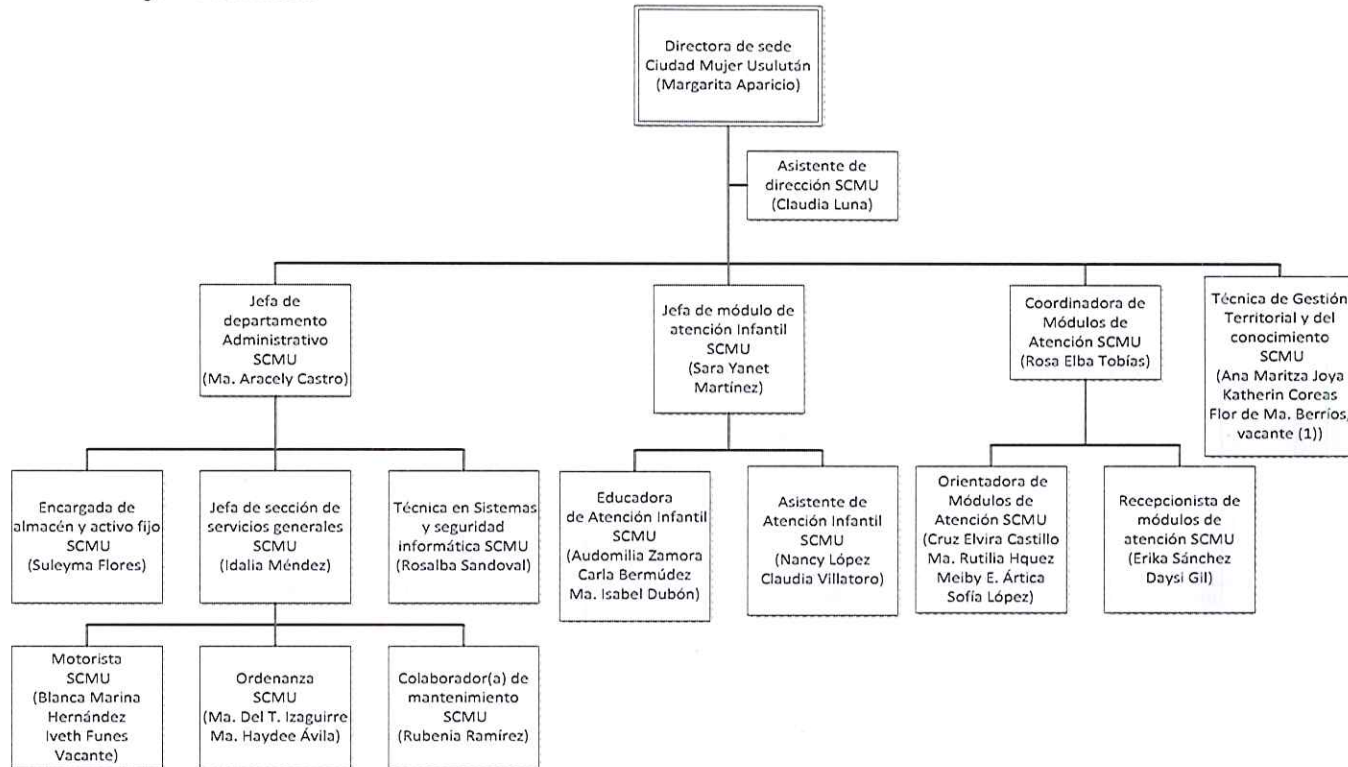 Directora de sede
Ciudad Mujer Usulután
(Margarita Aparicio)
Asistente de
dirección SCMU
(Claudia Luna)
Jefa de
departamento
Administrativo
SCMU
(Ma. Aracely Castro)
Jefa de módulo de
atención Infantil
SCMU
(Sara Yanet
Martínez)
Coordinadora de
Módulos de
Atención SCMU
(Rosa Elba Tobías)
Técnica de Gestión
Territorial y del
conocimiento
SCMU
(Ana Maritza Joya
Katherin Coreas
Flor de Ma. Berríos,
vacante (1))
Encargada de
almacén y activo fijo
SCMU
(Suleyma Flores)
Jefa de sección de
servicios generales
SCMU
(Idalia Méndez)
Técnica en Sistemas
y seguridad
informática SCMU
(Rosalba Sandoval)
Educadora
de Atención Infantil
SCMU
(Audomilia Zamora
Carla Bermúdez
Ma. Isabel Dubón)
Asistente de
Atención Infantil
SCMU
(Nancy López
Claudia Villatoro)
Orientadora de
Módulos de
Atención SCMU
(Cruz Elvira Castillo
Ma. Rutilia Hquez
Meiby E. Ártica
Sofía López)
Recepcionista de
módulos de
atención SCMU
(Erika Sánchez
Daysi Gil)
Motorista
SCMU
(Blanca Marina
Hernández
Iveth Funes
Vacante)
Ordenanza
SCMU
(Ma. Del T. Izaguirre
Ma. Haydee Ávila)
Colaborador(a) de
mantenimiento
SCMU
(Rubenia Ramírez)